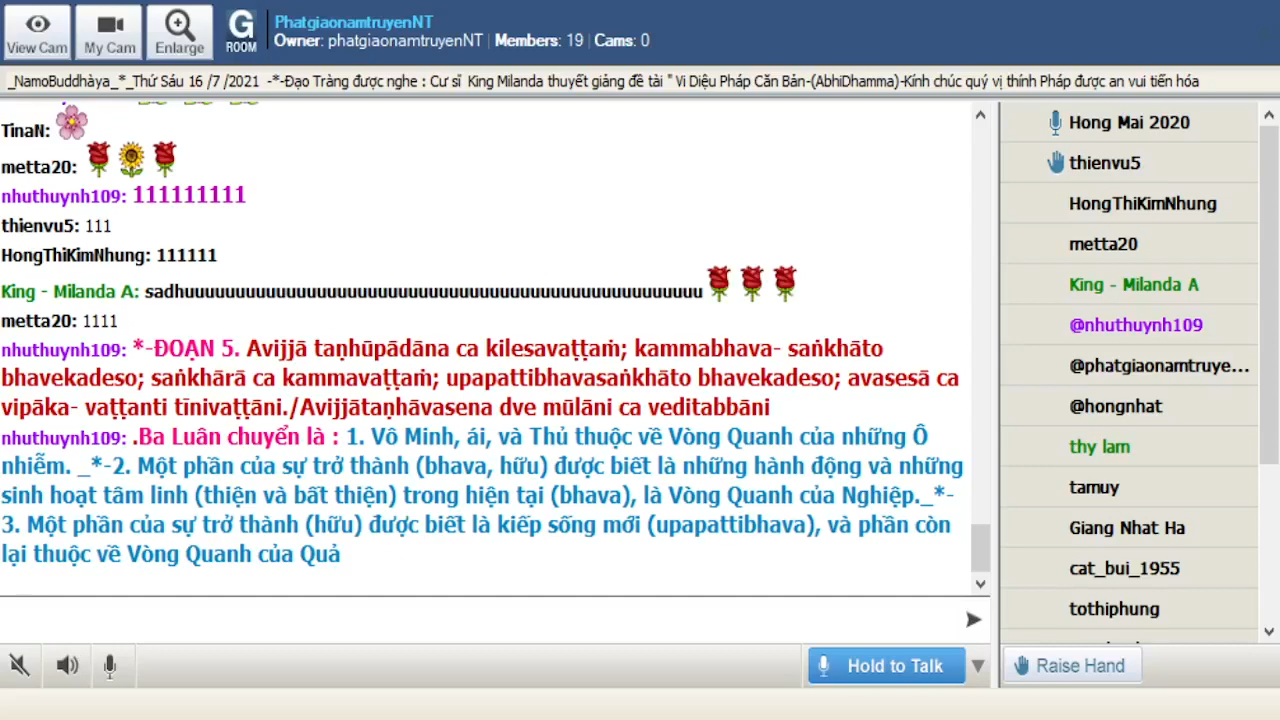 View Cam
My Cam
Enlarge
G
ROOM
PhatgiaonamtruyenNT
Owner: phatgiaonamtruyenNT | Members: 19 | Cams: 0
_NamoBuddhàya_*_Thứ Sáu 16 /7 /2021 -*-Đạo Tràng được nghe : Cư sĩ King Milanda thuyết giảng đề tài " Vi Diệu Pháp Căn Bản-(AbhiDhamma)-Kính chúc quý vị thính Pháp được an vui tiến hóa
TinaN:
metta20:
nhuthuynh109: 111111111
thienvu5: 111
HongThiKimNhung: 111111
King - Milanda A: sadhuuuuuuuuuuuuuuuuuuuuuuuuuuuuuuuuuuuuuuuuuuuuuuuuuuu
metta20: 1111
nhuthuynh109: *-ĐOẠN 5. Avijjā taṇhūpādāna ca kilesavaṭṭaṁ; kammabhava- saṅkhāto
bhavekadeso; saṅkhārā ca kammavaṭṭaṁ; upapattibhavasaṅkhāto bhavekadeso; avasesā ca
vipāka- vaṭṭanti tīnivaṭṭāni./Avijjātaṇhāvasena dve mūlāni ca veditabbāni
nhuthuynh109: .Ba Luân chuyển là : 1. Vô Minh, ái, và Thủ thuộc về Vòng Quanh của những Ô
nhiễm. _*-2. Một phần của sự trở thành (bhava, hữu) được biết là những hành động và những
sinh hoạt tâm linh (thiện và bất thiện) trong hiện tại (bhava), là Vòng Quanh của Nghiệp._*-
3. Một phần của sự trở thành (hữu) được biết là kiếp sống mới (upapattibhava), và phần còn
lại thuộc về Vòng Quanh của Quả
Hold to Talk
Hong Mai 2020
thienvu5
HongThiKimNhung
metta20
King - Milanda A
@nhuthuynh109
@phatgiaonamtruye...
@hongnhat
thy lam
tamuy
Giang Nhat Ha
cat_bui_1955
tothiphung
Raise Hand